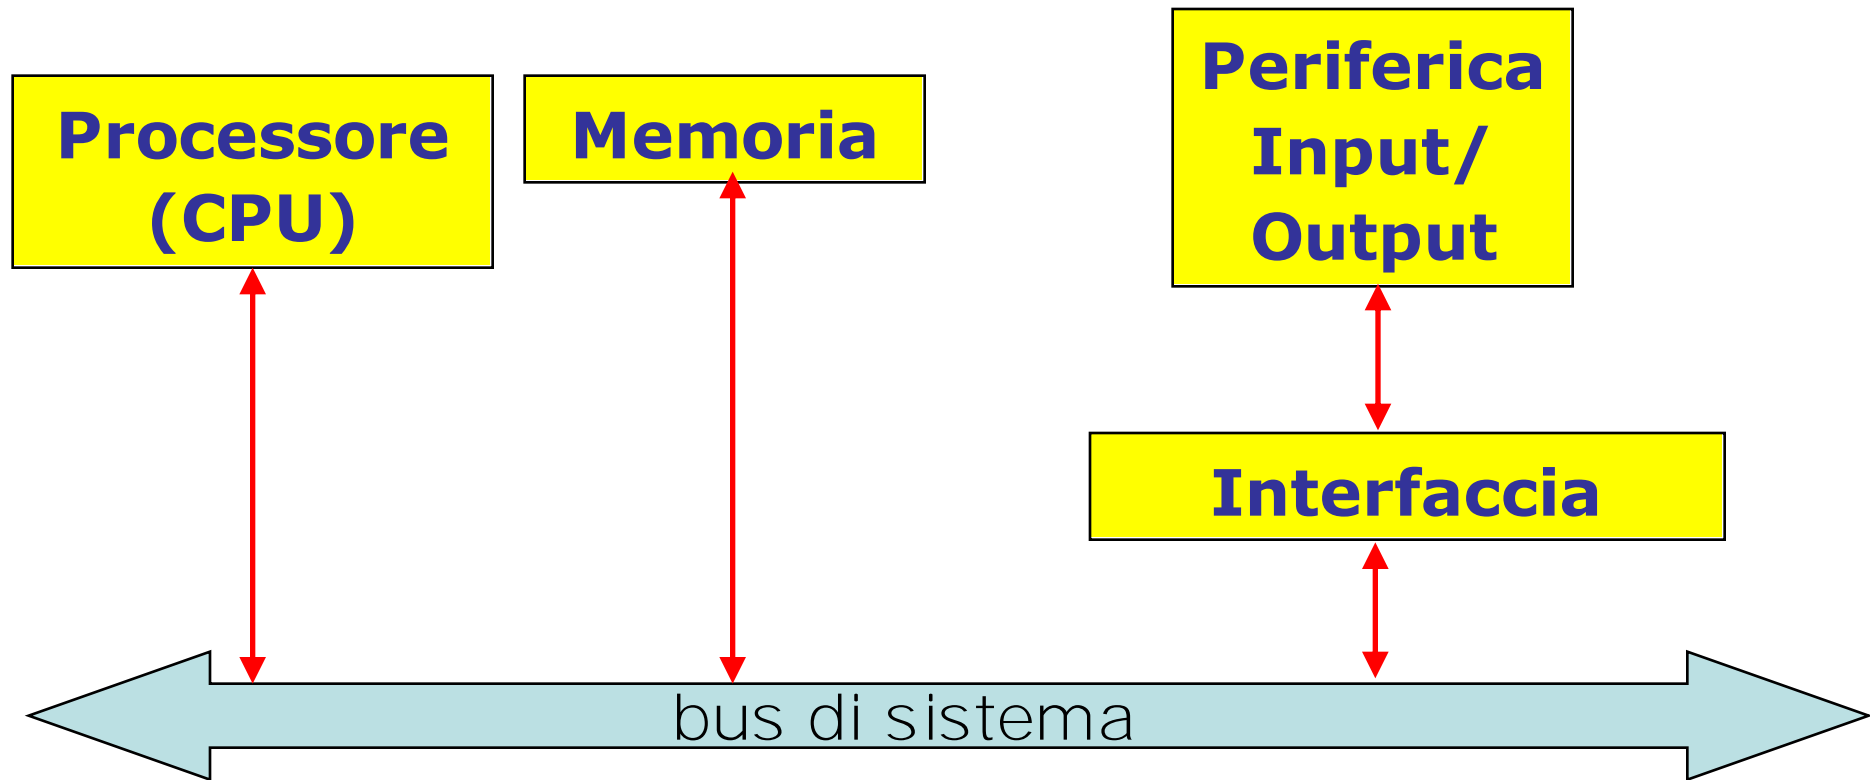 Processore
(CPU)
Memoria
Periferica
Input/
Output
Interfaccia
bus di sistema